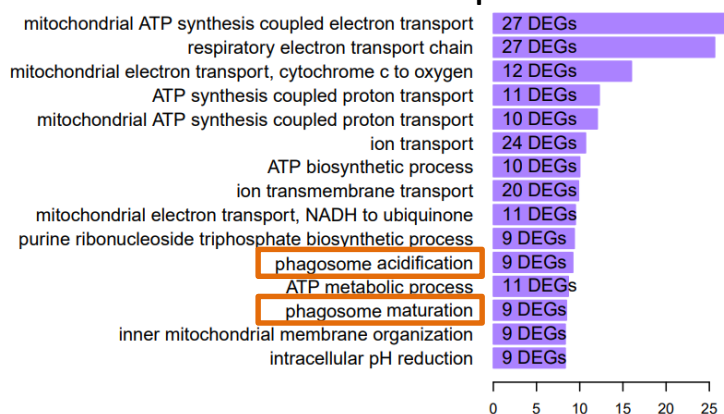 mitochondrial ATP synthesis coupled electron transport 27 DEGs
respiratory electron transport chain 27 DEGs
mitochondrial electron transport, cytochrome c to oxygen 12 DEGs
ATP synthesis coupled proton transport 11 DEGs
mitochondrial ATP synthesis coupled proton transport 10 DEGs
ion transport 24 DEGs
ATP biosynthetic process 10 DEGs
ion transmembrane transport 20 DEGs
mitochondrial electron transport, NADH to ubiquinone 11 DEGs
purine ribonucleoside triphosphate biosynthetic process 9 DEGs
phagosome acidification 9 DEGs
ATP metabolic process 11 DEGs
phagosome maturation 9 DEGs
inner mitochondrial membrane organization 9 DEGs
intracellular pH reduction 9 DEGs
0 5 10 15 20 25